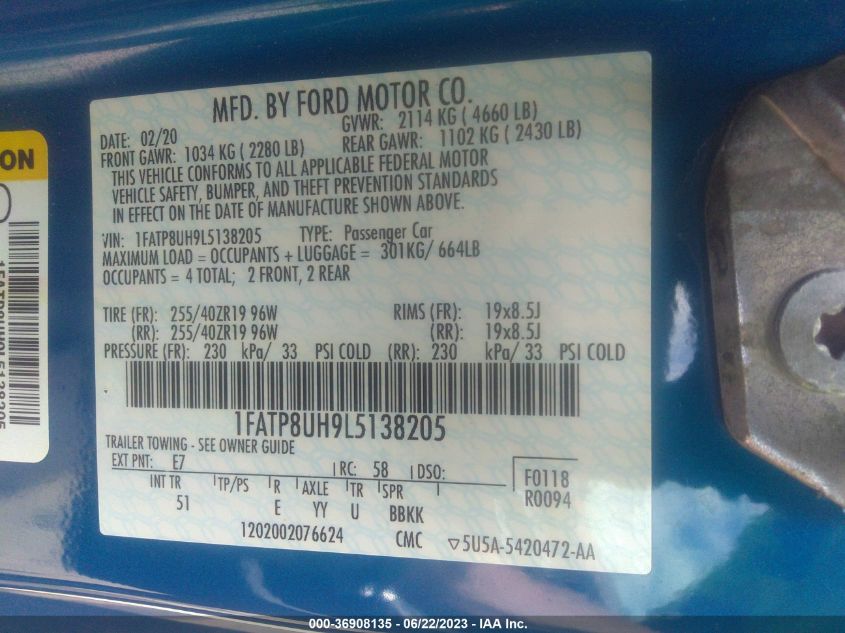 MFD. BY FORD MOTOR CO.
DATE: 02/20 GVWR: 2114 KG ( 4660 LB)
FRONT GAWR: 1034 KG ( 2280 LB) REAR GAWR: 1102 KG ( 2430 LB)
THIS VEHICLE CONFORMS TO ALL APPLICABLE FEDERAL MOTOR
VEHICLE SAFETY, BUMPER, AND THEFT PREVENTION STANDARDS
IN EFFECT ON THE DATE OF MANUFACTURE SHOWN ABOVE.
VIN: 1FATP8UH9L5138205 TYPE: Passenger Car
MAXIMUM LOAD = OCCUPANTS + LUGGAGE = 301KG/ 664LB
OCCUPANTS = 4 TOTAL; 2 FRONT, 2 REAR
TIRE (FR): 255/40ZR19 96W RIMS (FR): 19x8.5J
(RR): 255/40ZR19 96W (RR): 19x8.5J
PRESSURE (FR): 230 kPa/ 33 PSI COLD (RR): 230 kPa/ 33 PSI COLD
1FATP8UH9L5138205
TRAILER TOWING - SEE OWNER GUIDE
EXT PNT: E7 RC: 58 DSO:
INT TR TP/PS R AXLE TR SPR
51 E YY U BBKK
F0118
R0094
1202002076624 CMC ▽5U5A-5420472-AA
ON
1FATP8UH9L5138205
000-36908135 - 06/22/2023 - IAA Inc.